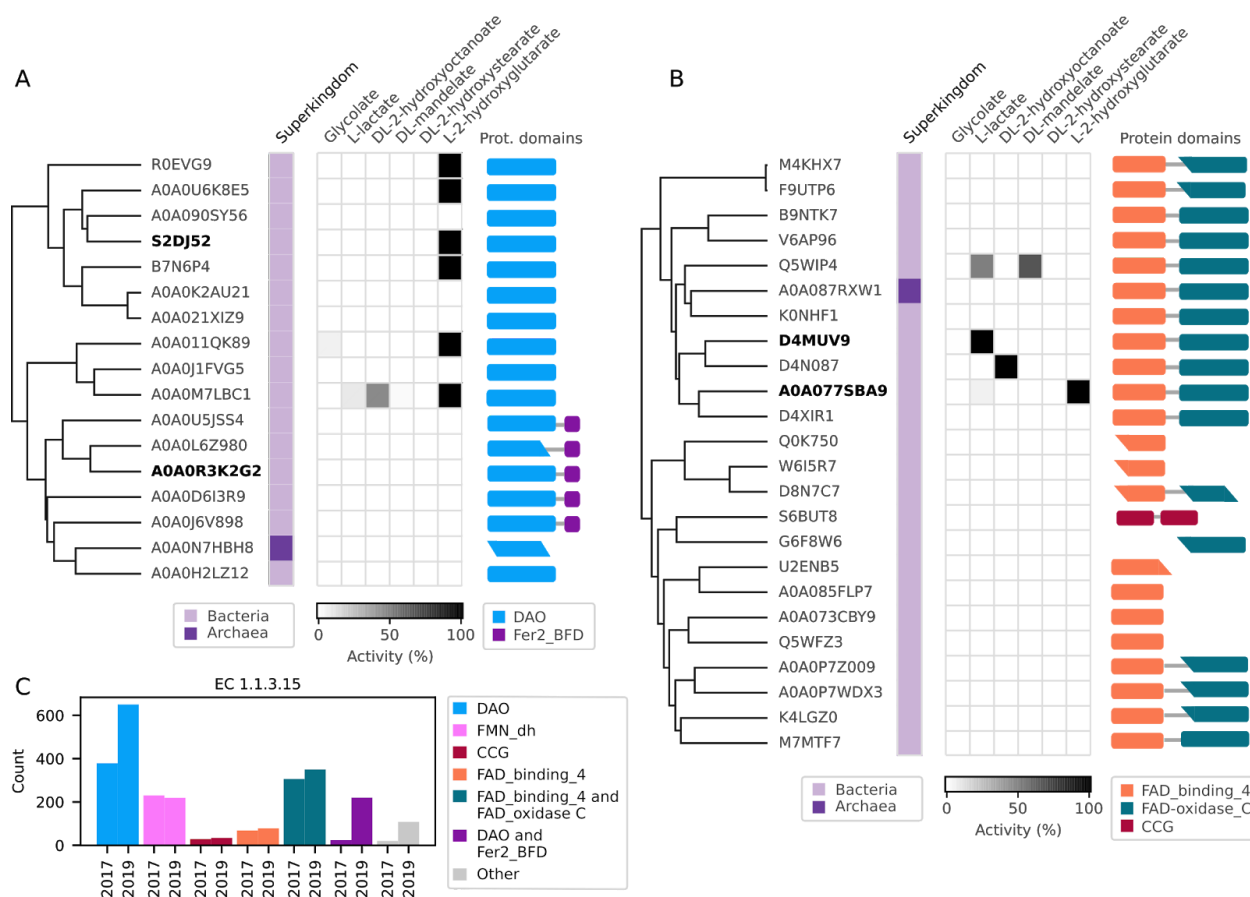 A
Superkingdom
Glycolate
L-lactate
DL-2-hydroxyoctanoate
DL-mandelate
DL-2-hydroxystearate
L-2-hydroxyglutarate
Prot. domains
R0EVG9
A0A0U6K8E5
A0A090SY56
S2DJ52
B7N6P4
A0A0K2AU21
A0A021XIZ9
A0A011QK89
A0A0J1FVG5
A0A0M7LBC1
A0A0U5JSS4
A0A0L6Z980
A0A0R3K2G2
A0A0D6I3R9
A0A0J6V898
A0A0N7HBH8
A0A0H2LZ12
Bacteria
Archaea
0 50 100
Activity (%)
DAO
Fer2_BFD
B
Superkingdom
Glycolate
L-lactate
DL-2-hydroxyoctanoate
DL-mandelate
DL-2-hydroxystearate
L-2-hydroxyglutarate
Protein domains
M4KHX7
F9UTP6
B9NTK7
V6AP96
Q5WIP4
A0A087RXW1
K0NHF1
D4MUV9
D4N087
A0A077SBA9
D4XIR1
Q0K750
W6I5R7
D8N7C7
S6BUT8
G6F8W6
U2ENB5
A0A085FLP7
A0A073CBY9
Q5WFZ3
A0A0P7Z009
A0A0P7WDX3
K4LGZ0
M7MTF7
Bacteria
Archaea
0 50 100
Activity (%)
FAD_binding_4
FAD-oxidase_C
CCG
C
EC 1.1.3.15
Count
600
400
200
0
2017 2019 2017 2019 2017 2019 2017 2019 2017 2019 2017 2019 2017 2019
DAO
FMN_dh
CCG
FAD_binding_4
FAD_binding_4 and
FAD_oxidase C
DAO and
Fer2_BFD
Other